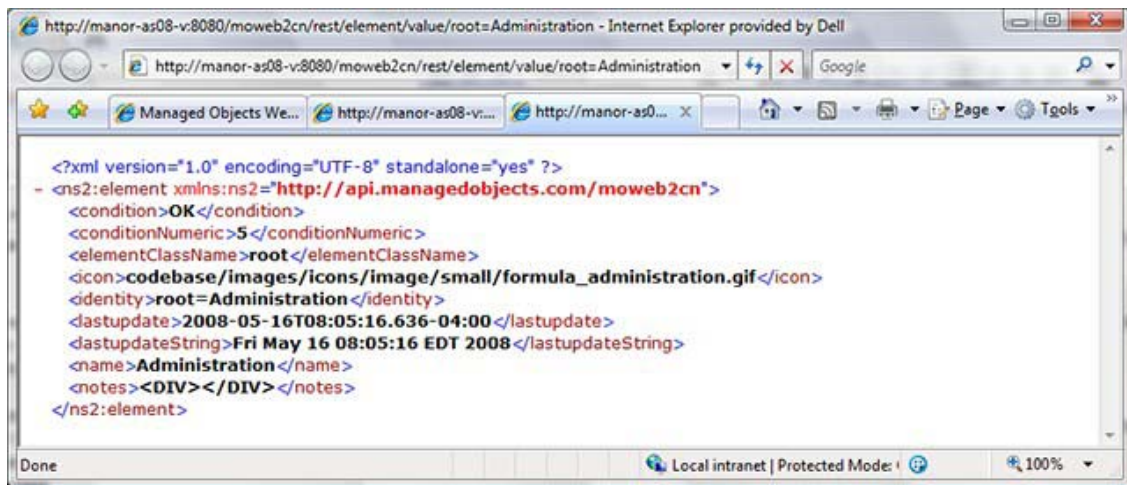 http://manor-as08-v:8080/moweb2cn/rest/element/value/root=Administration - Internet Explorer provided by Dell
http://manor-as08-v:8080/moweb2cn/rest/element/value/root=Administration Google
Managed Objects We... http://manor-as08-v:... http://manor-as0... Page Tools
<?xml version="1.0" encoding="UTF-8" standalone="yes" ?>
- <ns2:element xmlns:ns2="http://api.managedobjects.com/moweb2cn">
<condition>OK</condition>
<conditionNumeric>5</conditionNumeric>
<elementClassName>root</elementClassName>
<icon>codebase/images/icons/image/small/formula_administration.gif</icon>
<identity>root=Administration</identity>
<lastupdate>2008-05-16T08:05:16.636-04:00</lastupdate>
<lastupdateString>Fri May 16 08:05:16 EDT 2008</lastupdateString>
<name>Administration</name>
<notes><DIV></DIV></notes>
</ns2:element>
Done Local intranet | Protected Mode: 100%